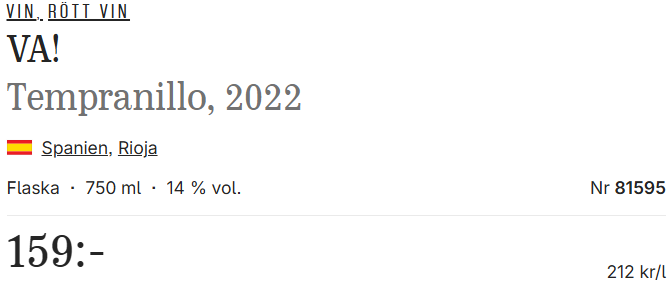 VIN, RÖTT VIN
VA!
Tempranillo, 2022
Spanien, Rioja
Flaska · 750 ml · 14 % vol.
Nr 81595
159:-
212 kr/l